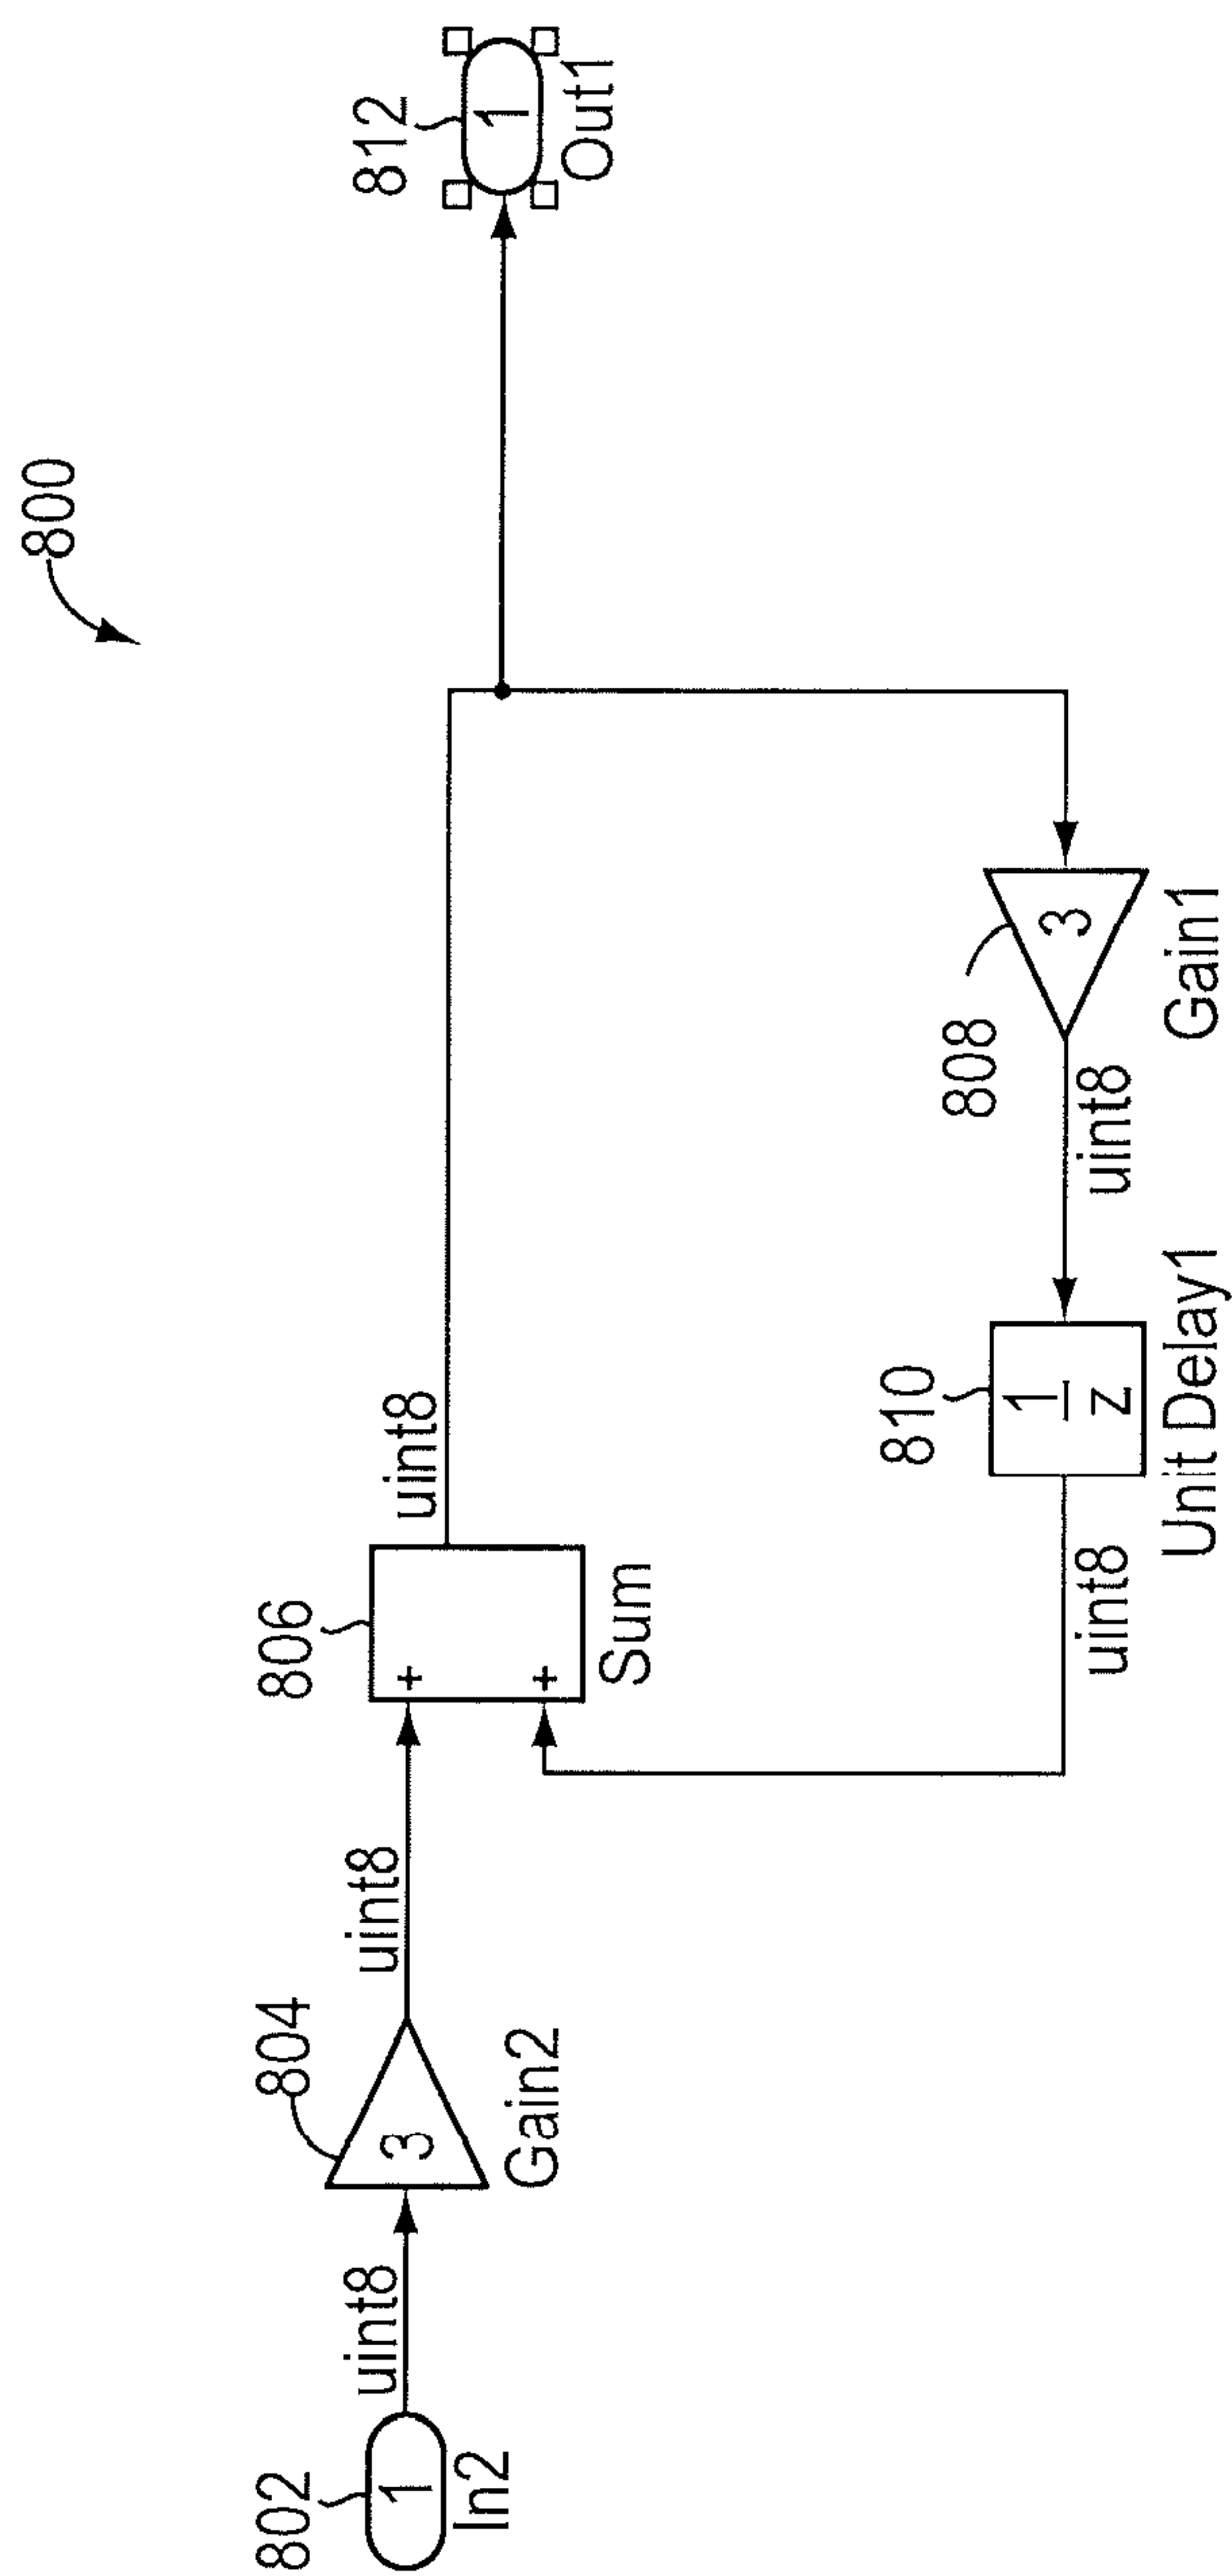 800
802
1
In2
uint8
804
3
Gain2
uint8
806
+
+
Sum
uint8
812
1
Out1
808
3
Gain1
uint8
810
1
z
Unit Delay1
uint8